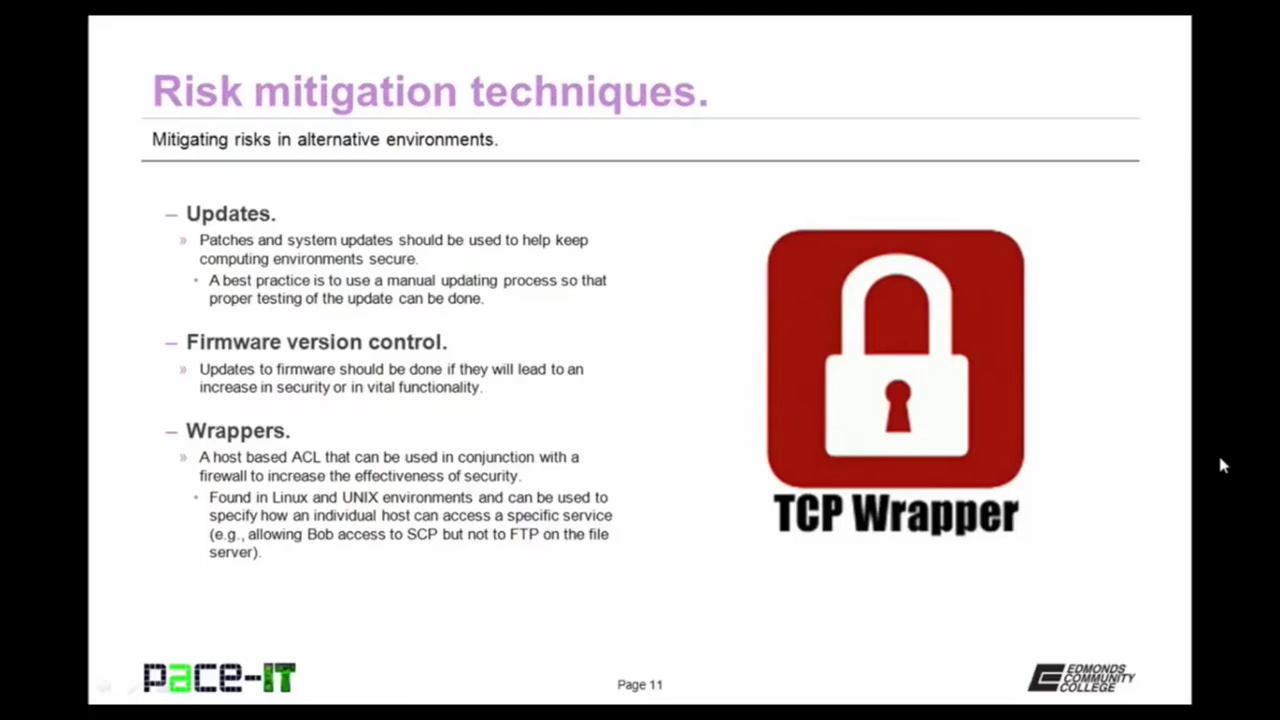 Risk mitigation techniques.
Mitigating risks in alternative environments.
– Updates.
» Patches and system updates should be used to help keep
computing environments secure.
• A best practice is to use a manual updating process so that
proper testing of the update can be done.
– Firmware version control.
» Updates to firmware should be done if they will lead to an
increase in security or in vital functionality.
– Wrappers.
» A host based ACL that can be used in conjunction with a
firewall to increase the effectiveness of security.
• Found in Linux and UNIX environments and can be used to
specify how an individual host can access a specific service
(e.g., allowing Bob access to SCP but not to FTP on the file
server).
TCP Wrapper
pace-IT
Page 11
EDMONDS
COMMUNITY
COLLEGE